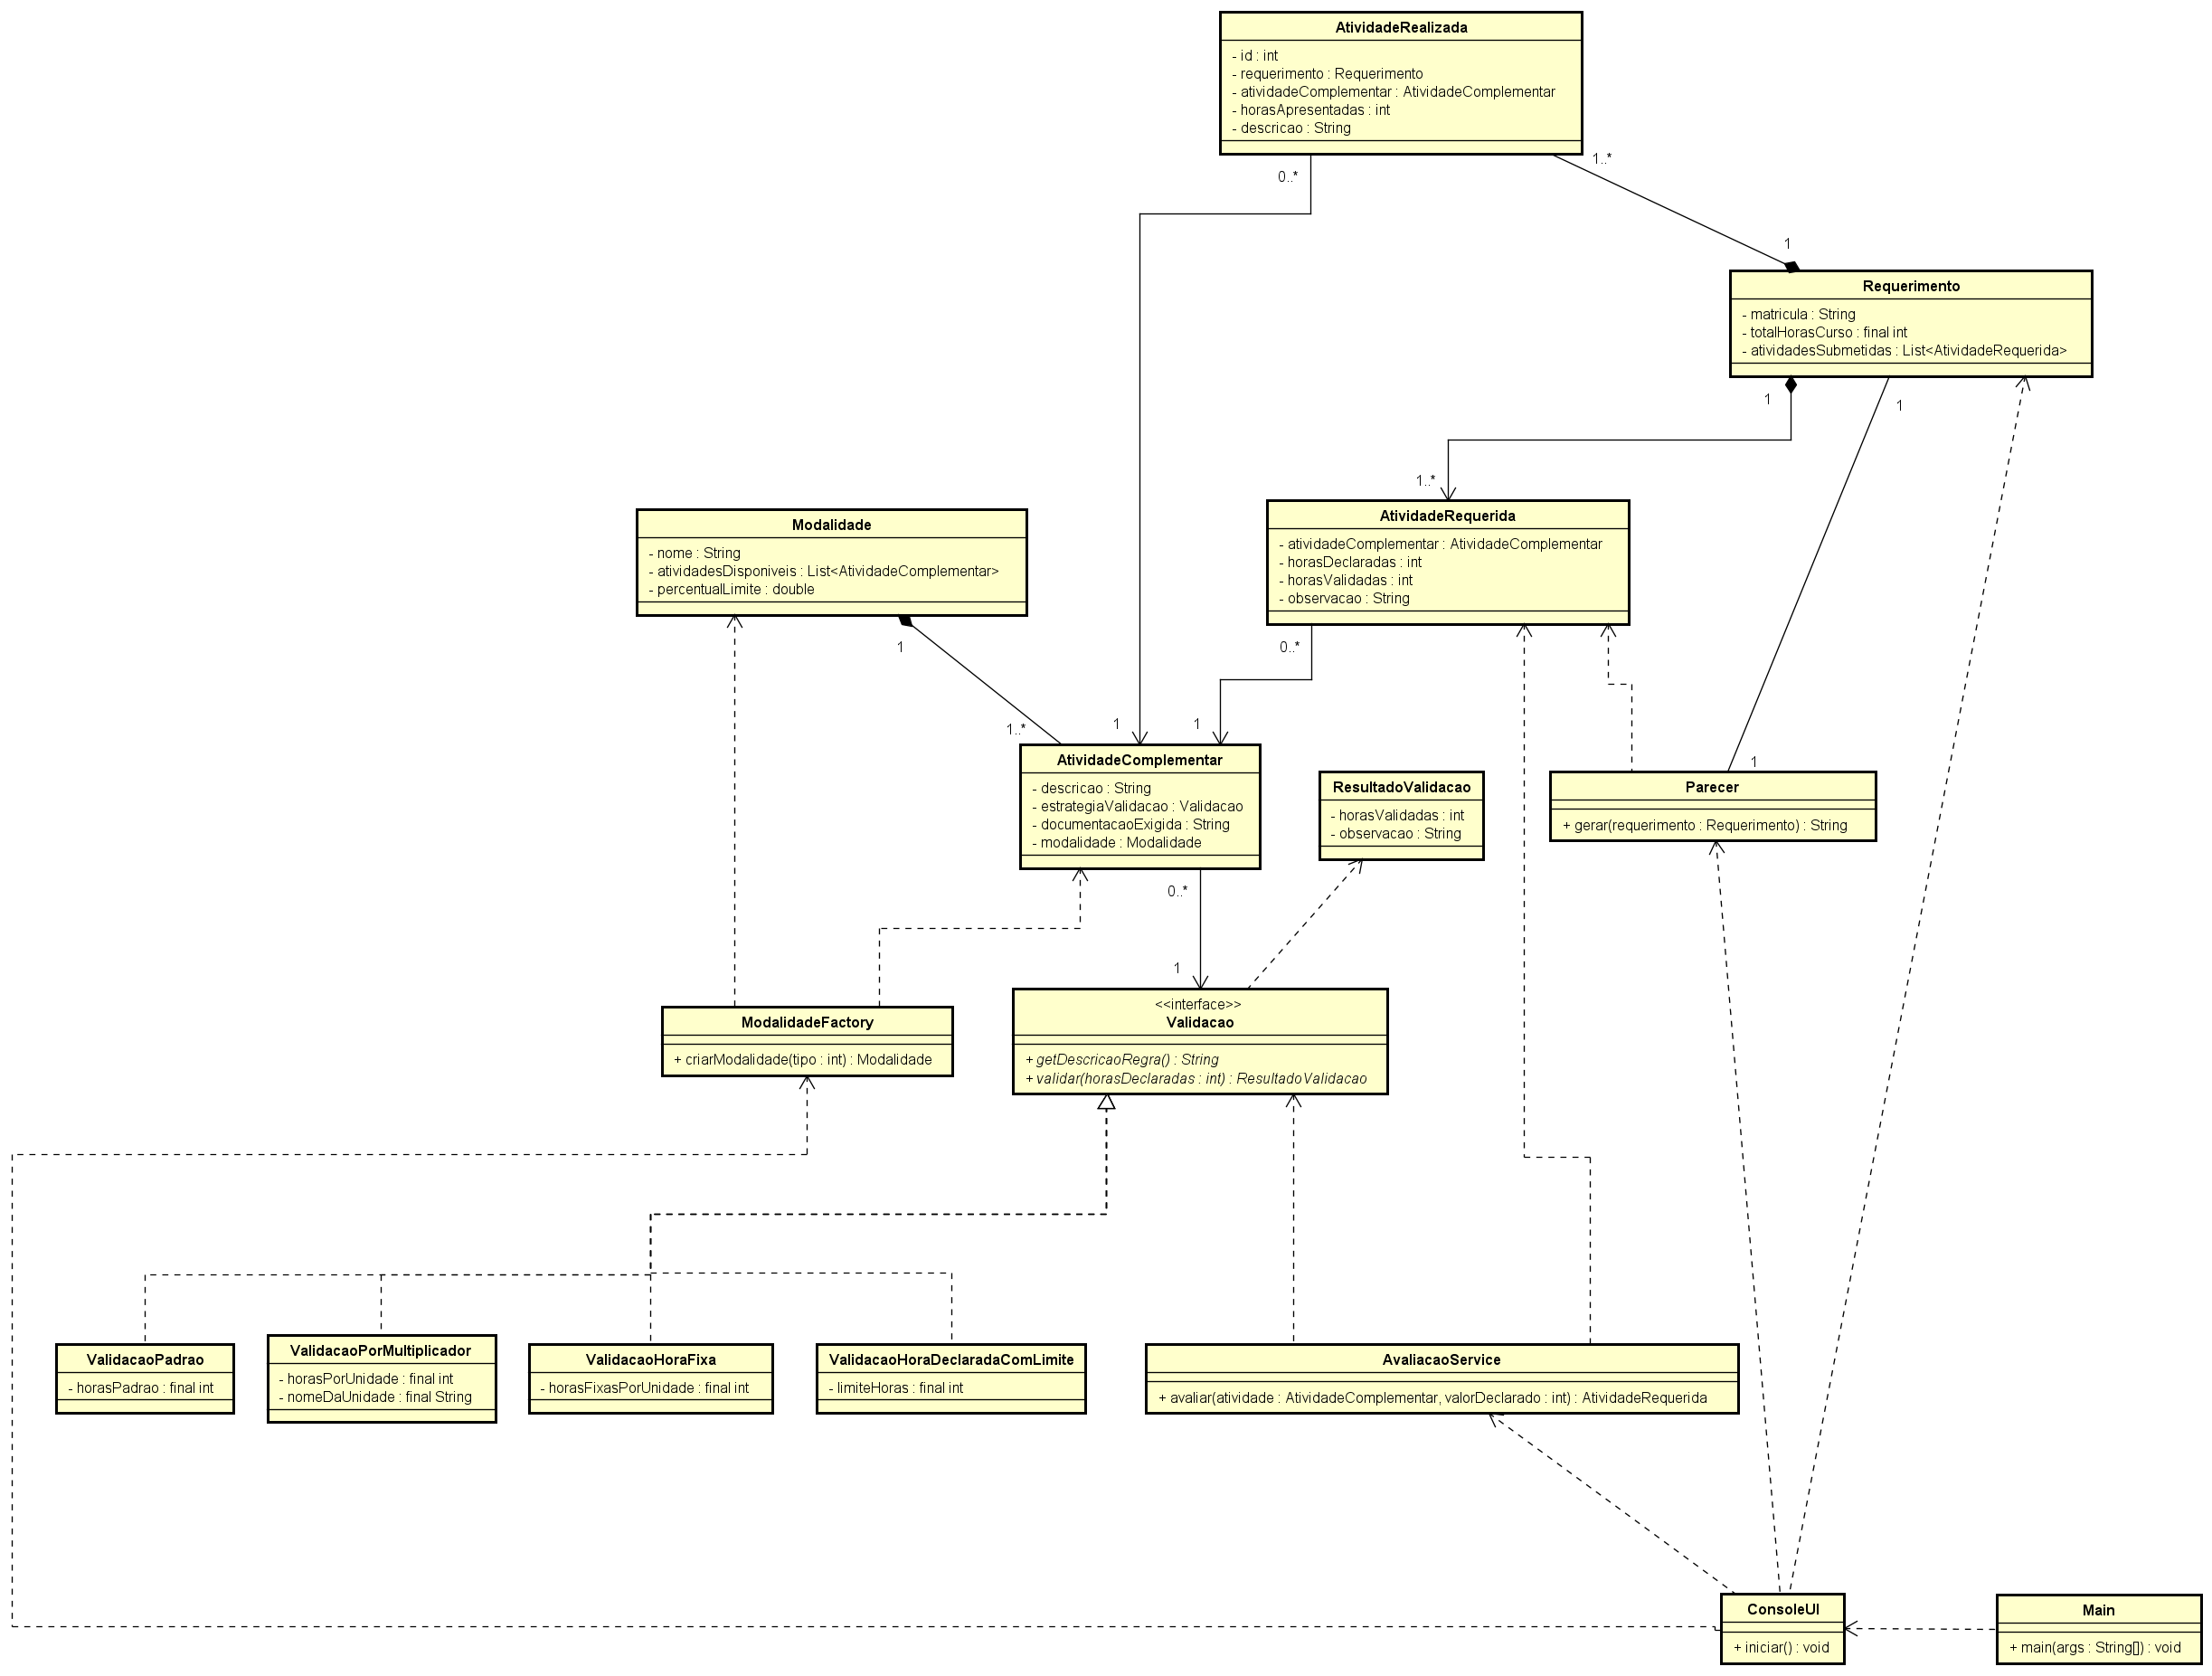 AtividadeRealizada
- id : int
- requerimento : Requerimento
- atividadeComplementar : AtividadeComplementar
- horasApresentadas : int
- descricao : String
0..*
1..*
1
Requerimento
- matricula : String
- totalHorasCurso : final int
- atividadesSubmetidas : List<AtividadeRequerida>
1
1
1..*
AtividadeRequerida
- atividadeComplementar : AtividadeComplementar
- horasDeclaradas : int
- horasValidadas : int
- observacao : String
0..*
Modalidade
- nome : String
- atividadesDisponiveis : List<AtividadeComplementar>
- percentualLimite : double
1
1..*
1
1
1
AtividadeComplementar
- descricao : String
- estrategiaValidacao : Validacao
- documentacaoExigida : String
- modalidade : Modalidade
0..*
1
ResultadoValidacao
- horasValidadas : int
- observacao : String
Parecer
+ gerar(requerimento : Requerimento) : String
ModalidadeFactory
+ criarModalidade(tipo : int) : Modalidade
<<interface>>
Validacao
+ getDescricaoRegra() : String
+ validar(horasDeclaradas : int) : ResultadoValidacao
ValidacaoPadrao
- horasPadrao : final int
ValidacaoPorMultiplicador
- horasPorUnidade : final int
- nomeDaUnidade : final String
ValidacaoHoraFixa
- horasFixasPorUnidade : final int
ValidacaoHoraDeclaradaComLimite
- limiteHoras : final int
AvaliacaoService
+ avaliar(atividade : AtividadeComplementar, valorDeclarado : int) : AtividadeRequerida
ConsoleUI
+ iniciar() : void
Main
+ main(args : String[]) : void